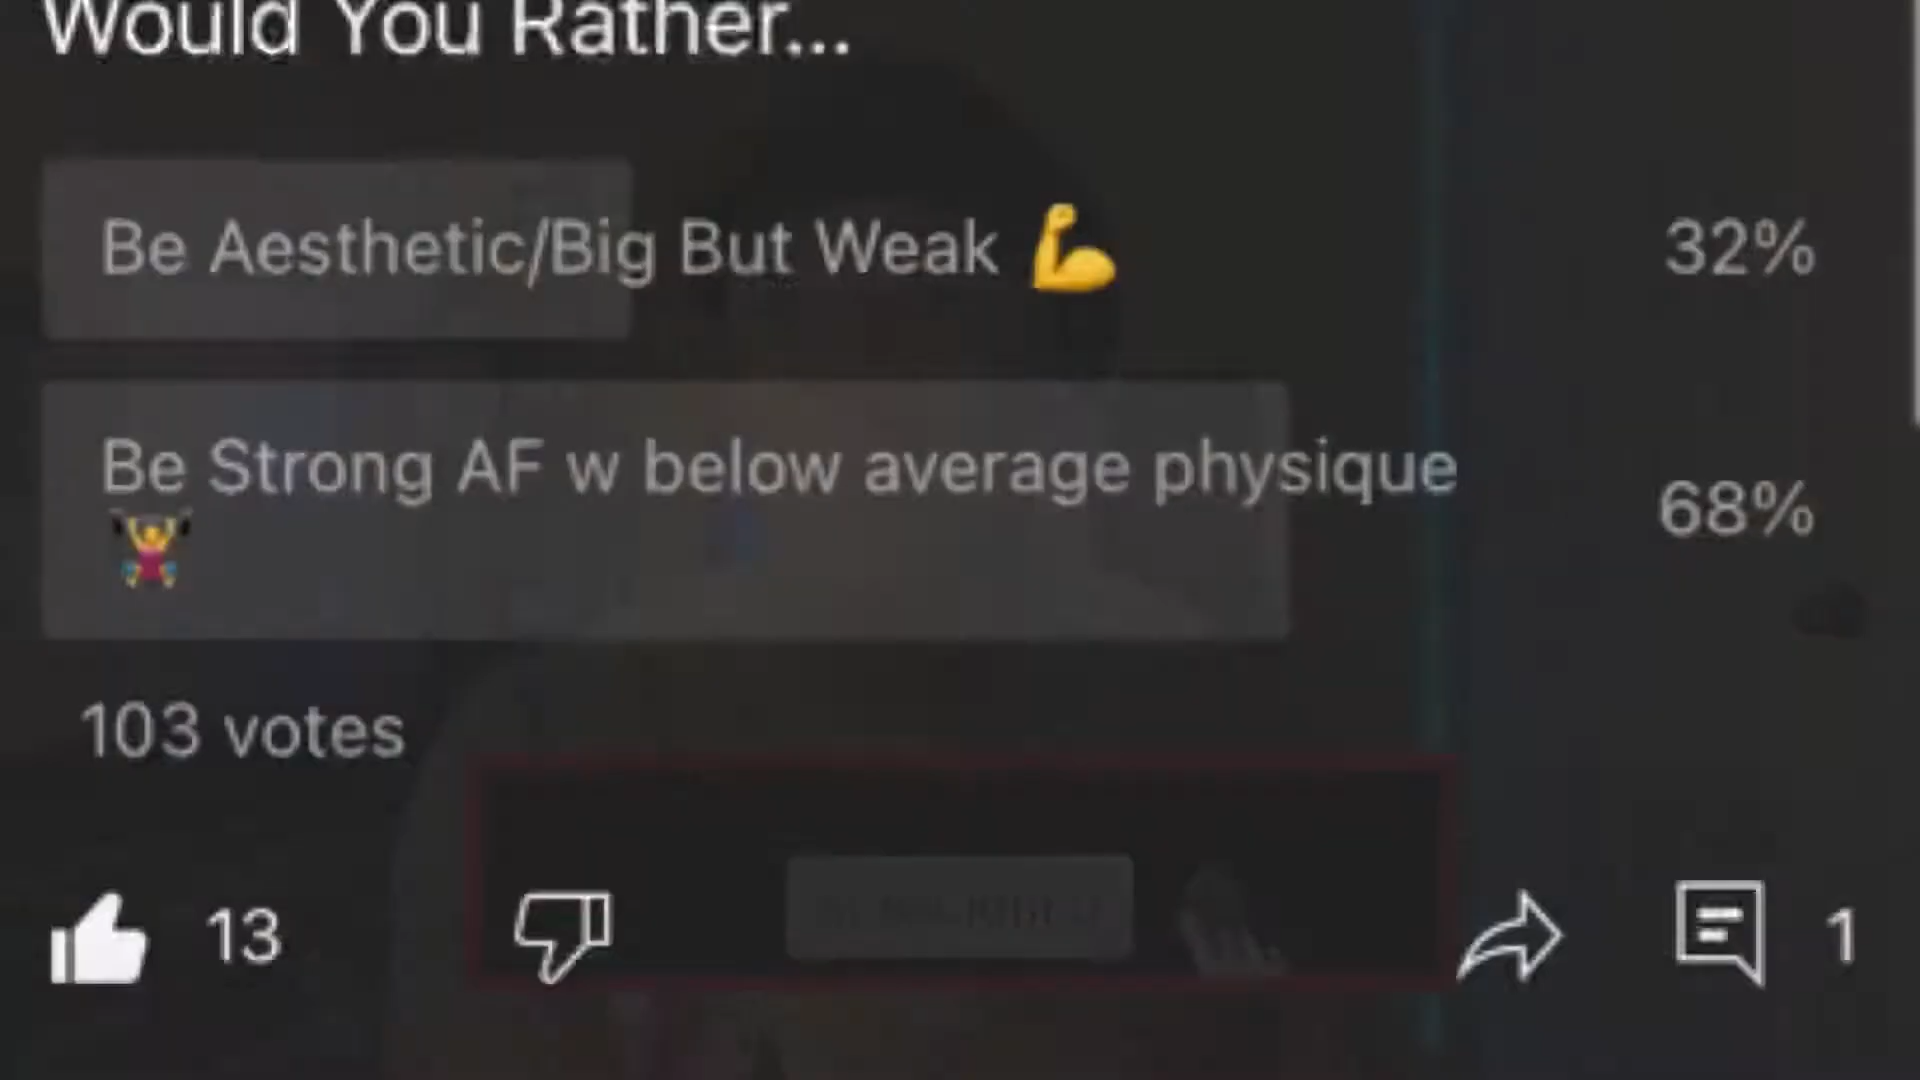 Would You Rather...
Be Aesthetic/Big But Weak 💪
32%
Be Strong AF w below average physique
🏋️
68%
103 votes
13
1